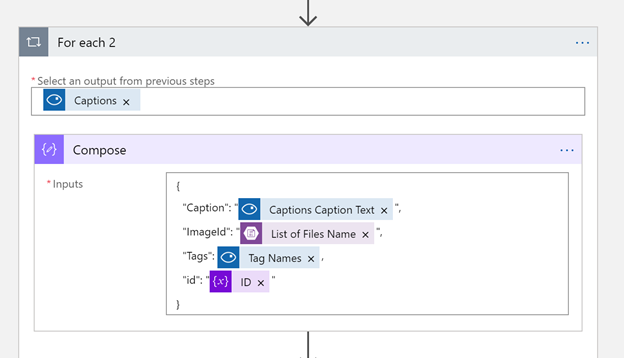 For each 2
*Select an output from previous steps
Captions ×
{∕} Compose
*Inputs
{
"Caption": " Captions Caption Text × ",
"ImageId": " List of Files Name × ",
"Tags": Tag Names × ,
"id": " {x} ID × "
}